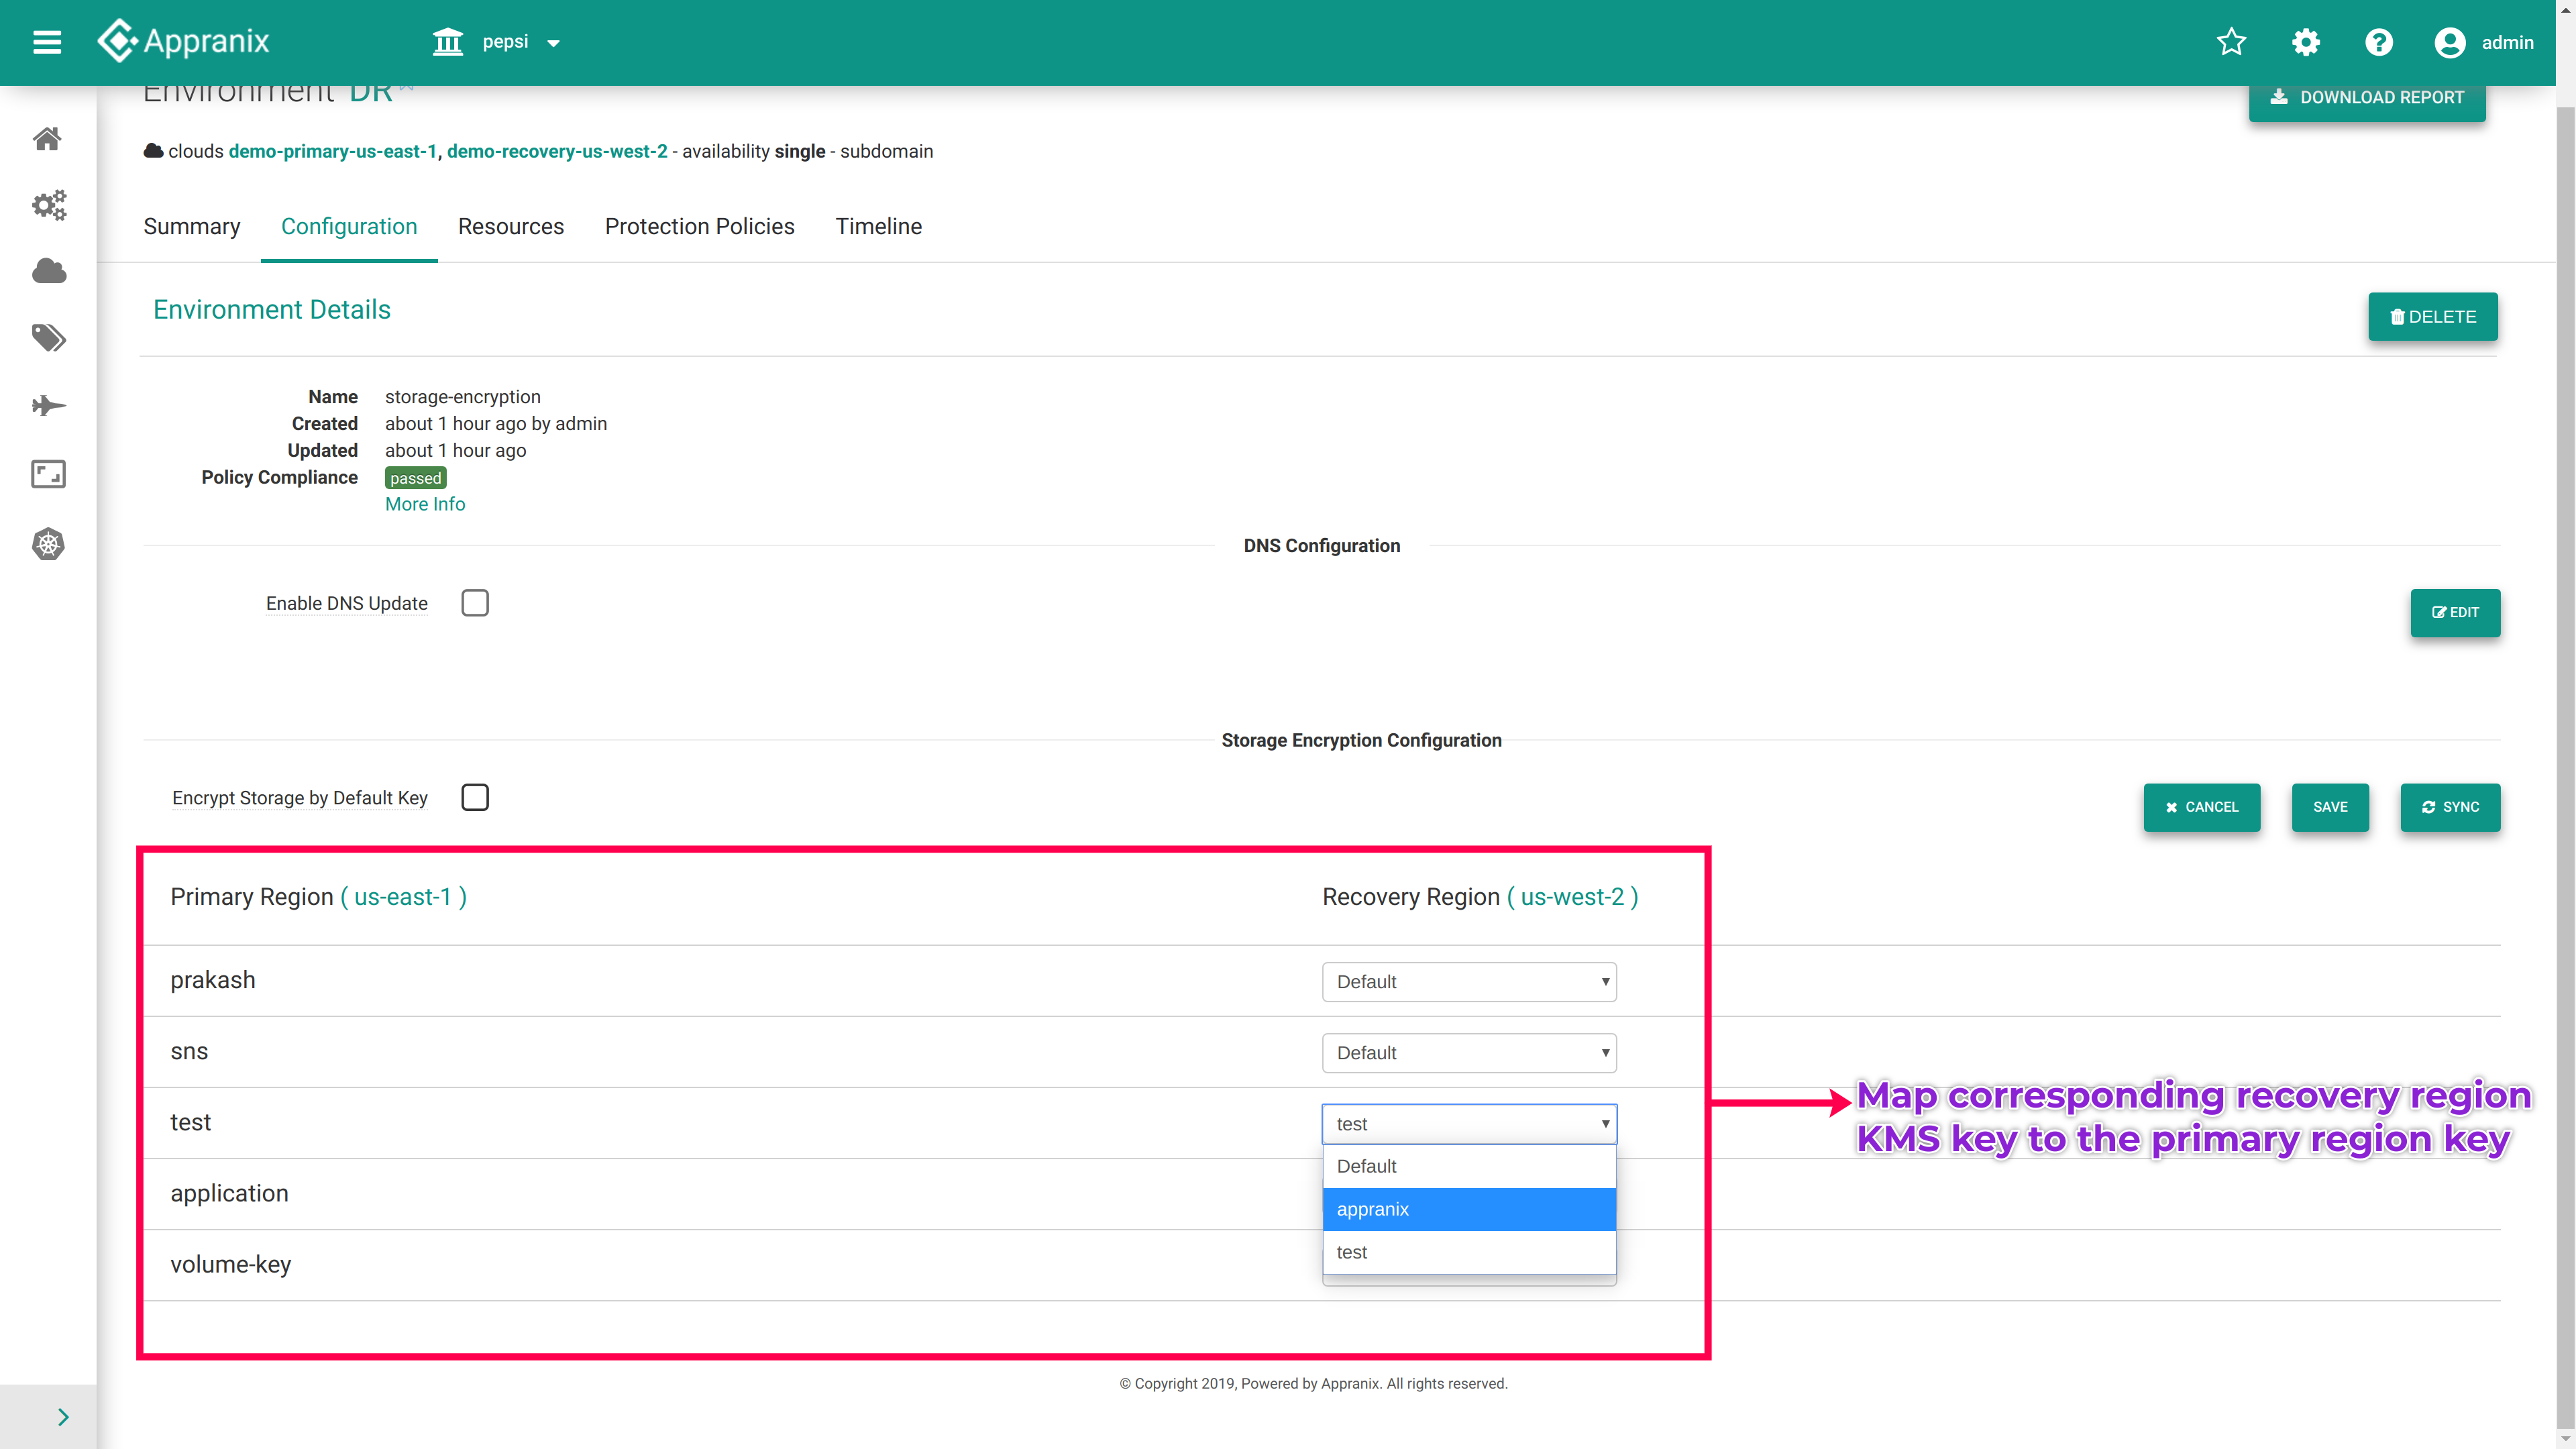 Appranix
pepsi
admin
Environment DR
DOWNLOAD REPORT
clouds demo-primary-us-east-1, demo-recovery-us-west-2 - availability single - subdomain
Summary Configuration Resources Protection Policies Timeline
Environment Details
DELETE
Name storage-encryption
Created about 1 hour ago by admin
Updated about 1 hour ago
Policy Compliance passed
More Info
DNS Configuration
Enable DNS Update
EDIT
Storage Encryption Configuration
Encrypt Storage by Default Key
CANCEL SAVE SYNC
Primary Region ( us-east-1 ) Recovery Region ( us-west-2 )
prakash Default
sns Default
test test
Default
application
appranix
test
volume-key
Map corresponding recovery region
KMS key to the primary region key
© Copyright 2019, Powered by Appranix. All rights reserved.